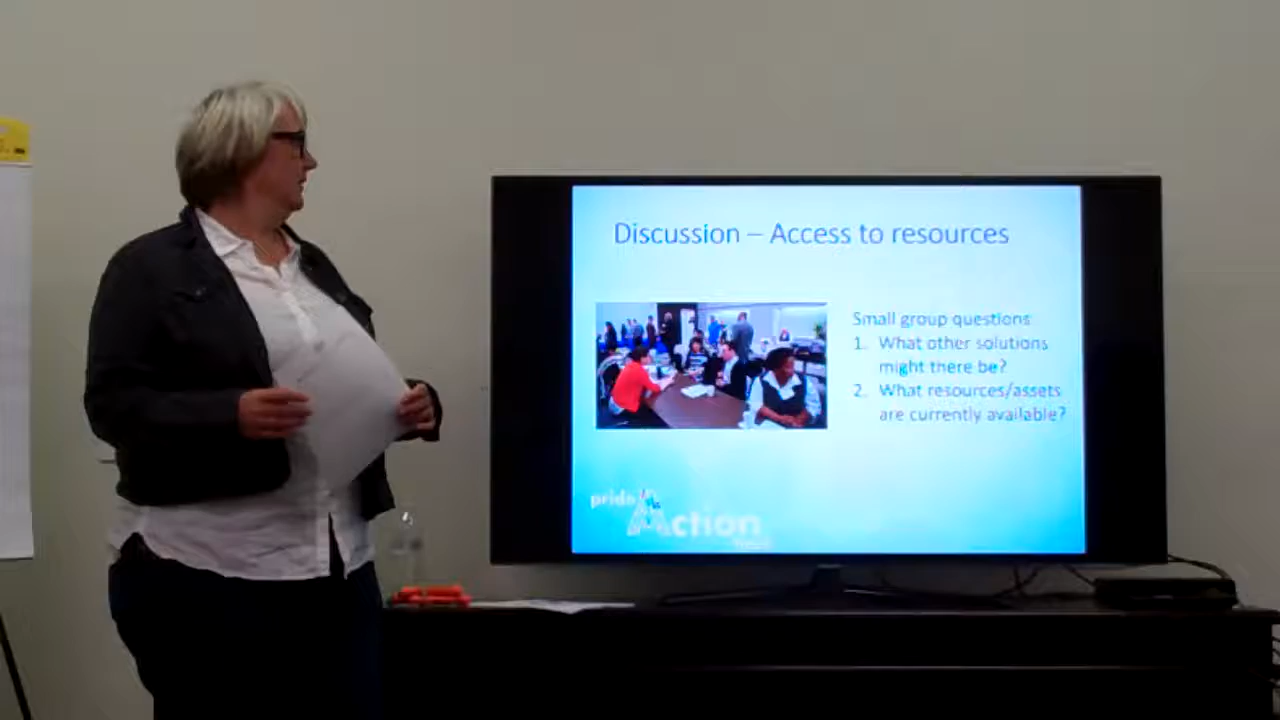 Discussion – Access to resources
Small group questions
1. What other solutions
might there be?
2. What resources/assets
are currently available?
pride
Action